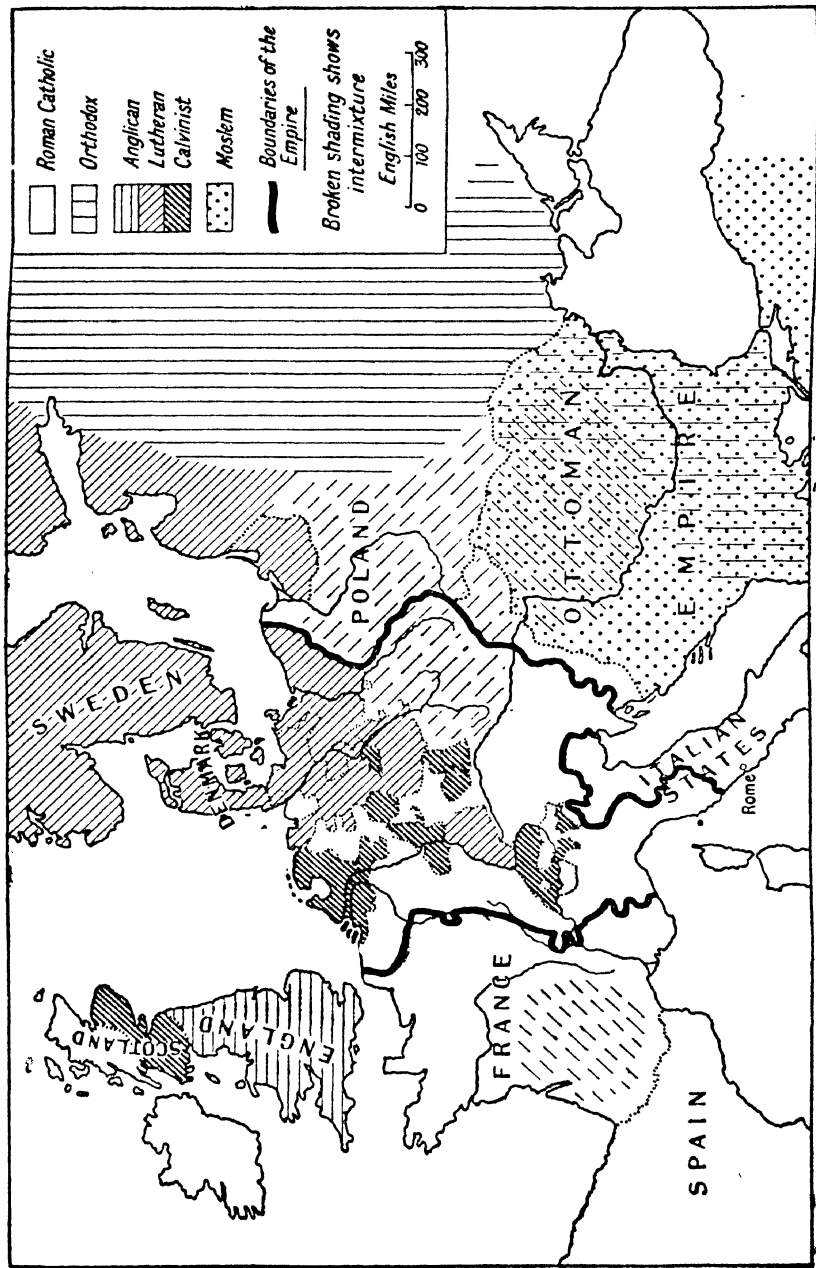 Roman Catholic
Orthodox
Anglican
Lutheran
Calvinist
Moslem
Boundaries of the
Empire
Broken shading shows
intermixture
English Miles
0 100 200 300
SWEDEN
DENMARK
SCOTLAND
ENGLAND
POLAND
FRANCE
SPAIN
OTTOMAN
EMPIRE
ITALIAN
STATES
Rome